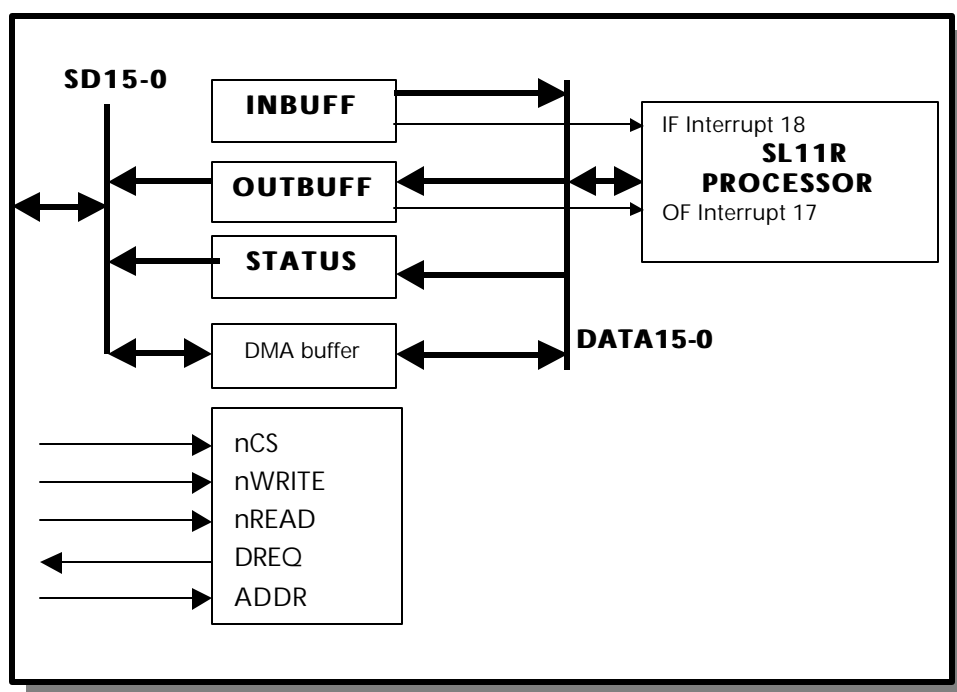 SD15-0
INBUFF
IF Interrupt 18
SL11R
PROCESSOR
OUTBUFF
OF Interrupt 17
STATUS
DATA15-0
DMA buffer
nCS
nWRITE
nREAD
DREQ
ADDR